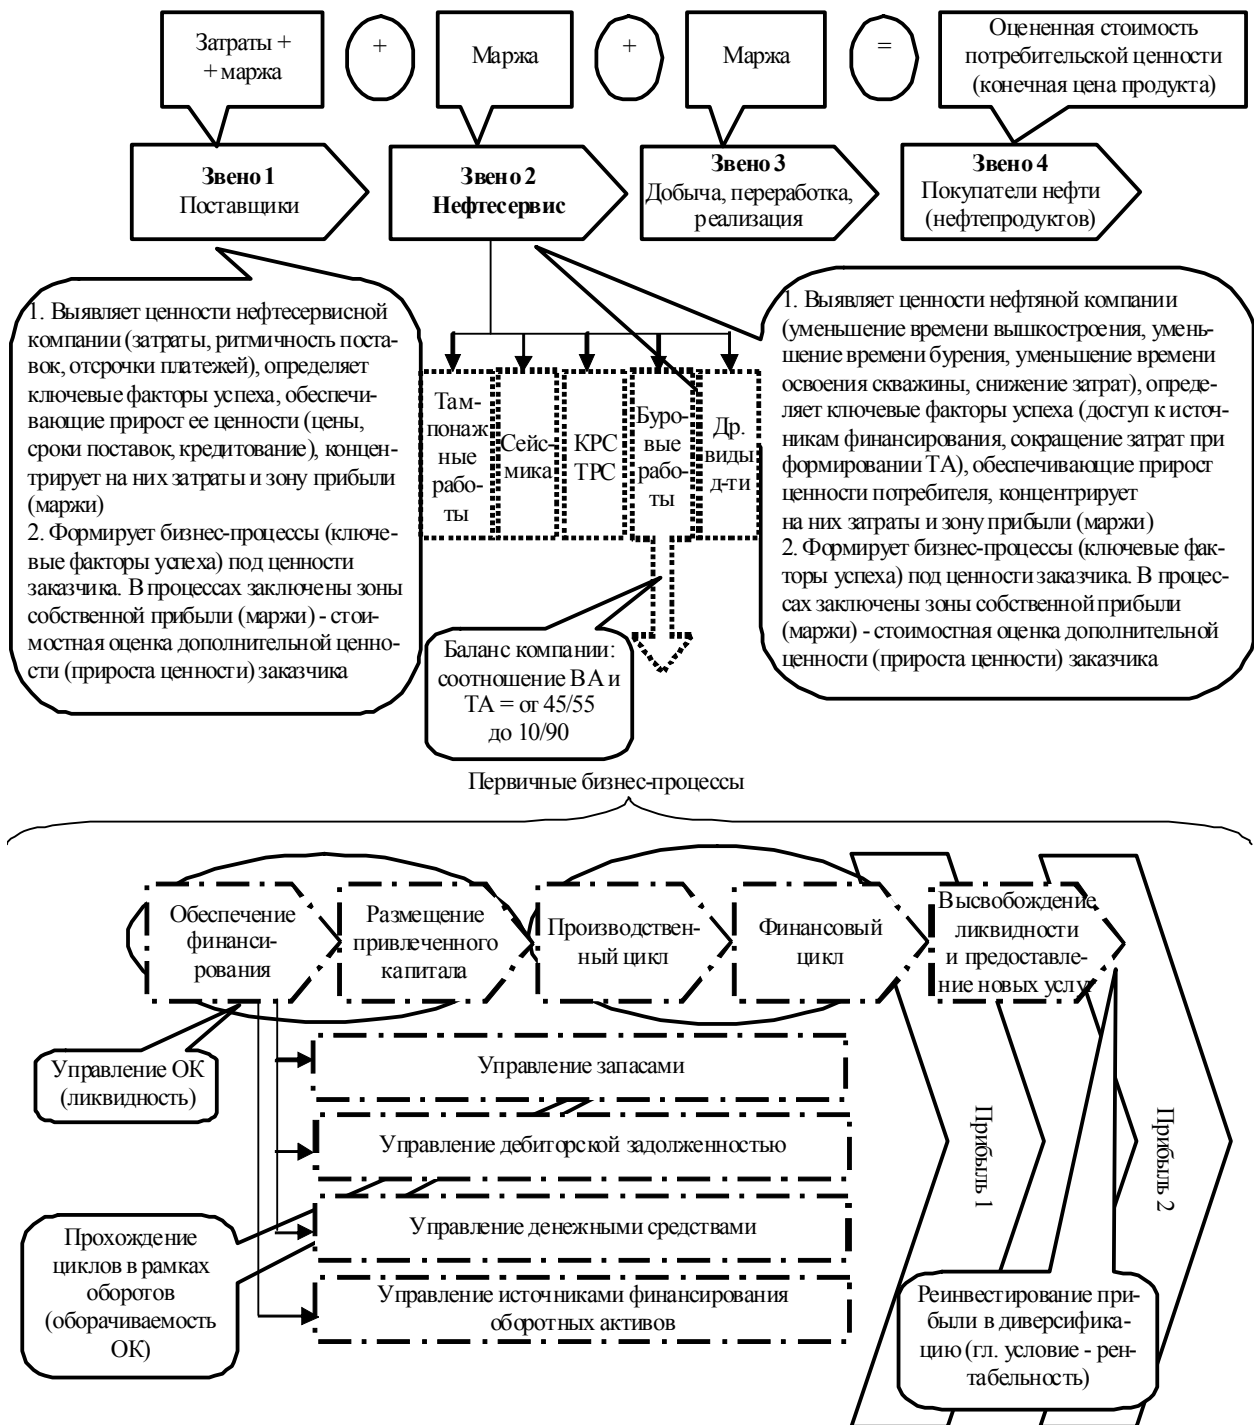 Затраты +
+ маржа
+
Маржа
+
Маржа
=
Оцененная стоимость
потребительской ценности
(конечная цена продукта)
Звено 1
Поставщики
Звено 2
Нефтесервис
Звено 3
Добыча, переработка,
реализация
Звено 4
Покупатели нефти
(нефтепродуктов)
1. Выявляет ценности нефтесервисной
компании (затраты, ритмичность поста-
вок, отсрочки платежей), определяет
ключевые факторы успеха, обеспечи-
вающие прирост ее ценности (цены,
сроки поставок, кредитование), концен-
трирует на них затраты и зону прибыли
(маржи)
2. Формирует бизнес-процессы (ключе-
вые факторы успеха) под ценности
заказчика. В процессах заключены зоны
собственной прибыли (маржи) - стои-
мостная оценка дополнительной ценно-
сти (прироста ценности) заказчика
Там-
понаж
ные
рабо-
ты
Сейс-
мика
КРС
ТРС
Буро-
вые
рабо-
ты
Др.
виды
д-ти
1. Выявляет ценности нефтяной компании
(уменьшение времени вышкостроения, умень-
шение времени бурения, уменьшение времени
освоения скважины, снижение затрат), опреде-
ляет ключевые факторы успеха (доступ к источ-
никам финансирования, сокращение затрат при
формировании ТА), обеспечивающие прирост
ценности потребителя, концентрирует
на них затраты и зону прибыли (маржи)
2. Формирует бизнес-процессы (ключевые фак-
торы успеха) под ценности заказчика. В процес-
сах заключены зоны собственной прибыли
(маржи) - стоимостная оценка дополнительной
ценности (прироста ценности) заказчика
Баланс компании:
соотношение ВА и
ТА = от 45/55
до 10/90
Первичные бизнес-процессы
Обеспечение
финанси-
рования
Размещение
привлеченного
капитала
Производствен-
ный цикл
Финансовый
цикл
Высвобождение
ликвидности
и предоставле-
ние новых услуг
Управление ОК
(ликвидность)
Управление запасами
Управление дебиторской задолженностью
Управление денежными средствами
Управление источниками финансирования
оборотных активов
Прохождение
циклов в рамках
оборотов
(оборачиваемость
ОК)
Прибыль 1
Прибыль 2
Реинвестирование при-
были в диверсифика-
цию (гл. условие - рен-
табельность)